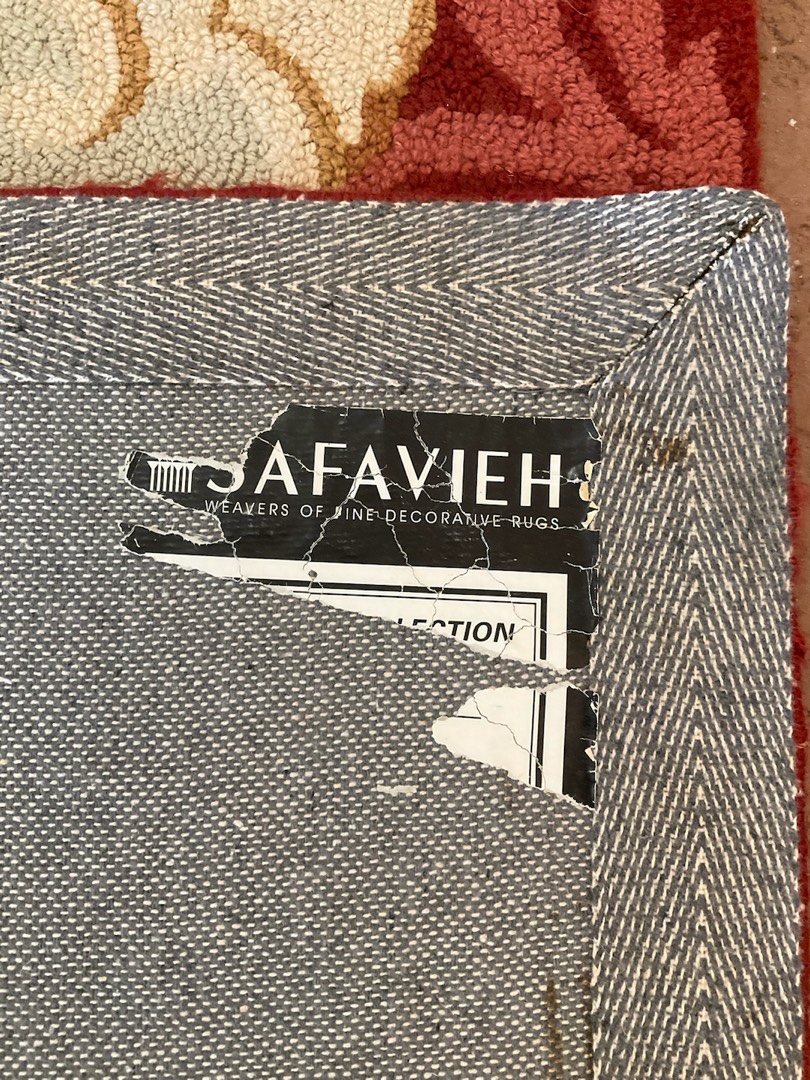 SAFAVIEH
WEAVERS OF FINE DECORATIVE RUGS
LECTION